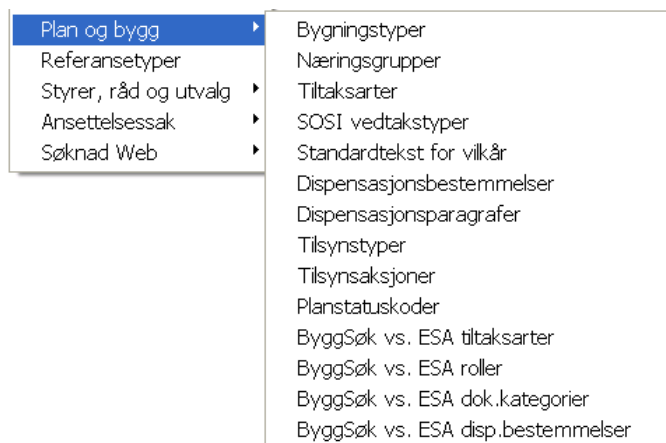 Plan og bygg
Referansetyper
Styrer, råd og utvalg
Ansettelsessak
Søknad Web
Bygningstyper
Næringsgrupper
Tiltaksarter
SOSI vedtakstyper
Standardtekst for vilkår
Dispensasjonsbestemmelser
Dispensasjonsparagrafer
Tilsynstyper
Tilsynsaksjoner
Planstatuskoder
ByggSøk vs. ESA tiltaksarter
ByggSøk vs. ESA roller
ByggSøk vs. ESA dok.kategorier
ByggSøk vs. ESA disp.bestemmelser